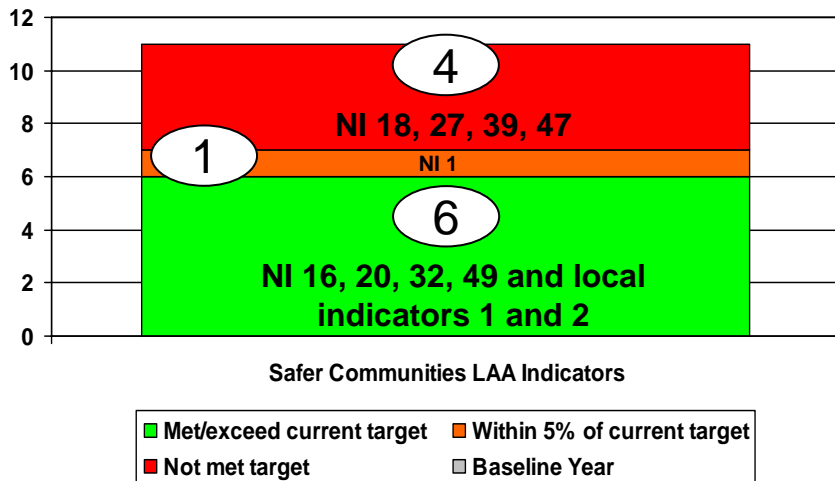 12
10
8
6
4
2
0
4
NI 18, 27, 39, 47
1
NI 1
6
NI 16, 20, 32, 49 and local
indicators 1 and 2
Safer Communities LAA Indicators
Met/exceed current target
Within 5% of current target
Not met target
Baseline Year